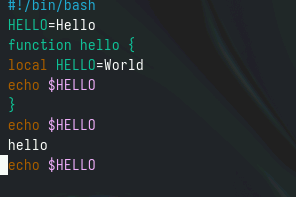 #!/bin/bash
HELLO=Hello
function hello {
local HELLO=World
echo $HELLO
}
echo $HELLO
hello
echo $HELLO